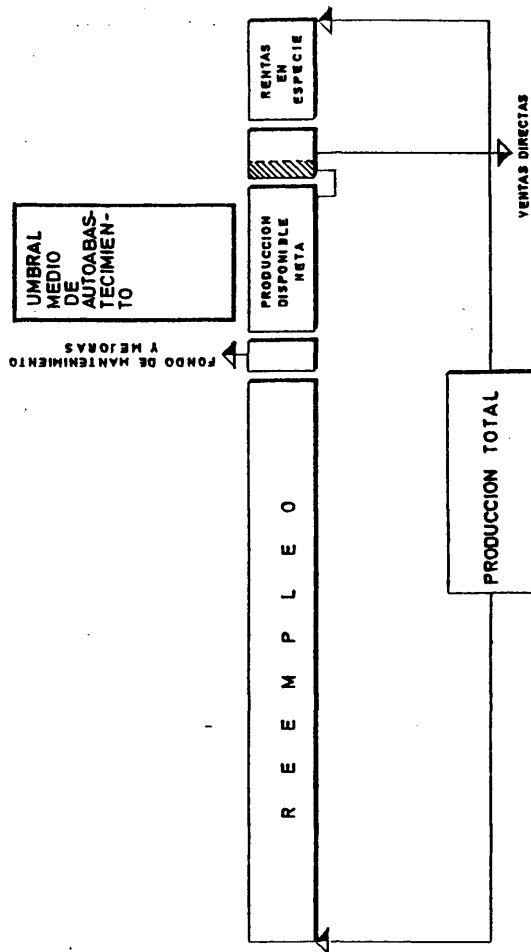 UMBRAL
MEDIO
DE
AUTOABAS-
TECIMIEN-
TO
FONDO DE MANTENIMIENTO
Y MEJORAS
REEMPLEO
PRODUCCION
DISPONIBLE
NETA
RENTAS
EN
ESPECIE
PRODUCCION TOTAL
VENTAS DIRECTAS